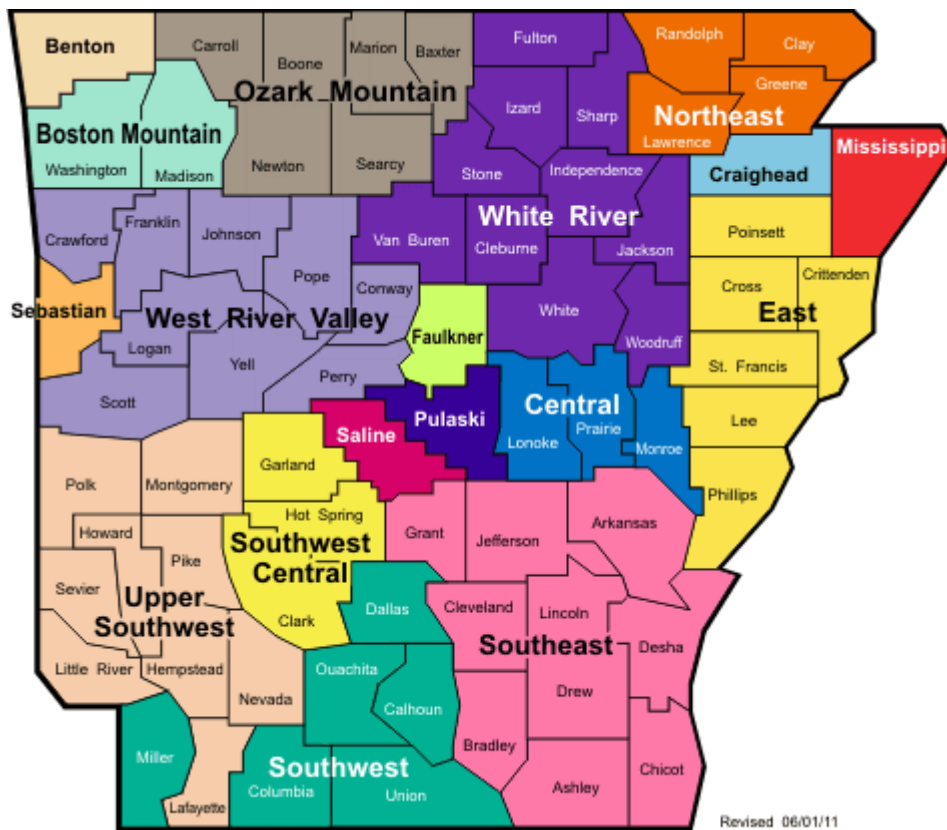 Benton
Carroll
Boone
Marion
Baxter
Fulton
Randolph
Clay
Ozark Mountain
Izard
Sharp
Greene
Northeast
Lawrence
Boston Mountain
Washington
Madison
Newton
Searcy
Stone
Independence
Craighead
Mississippi
White River
Crawford
Franklin
Johnson
Pope
Van Buren
Cleburne
Jackson
Poinsett
Conway
Cross
Crittenden
East
Sebastian
West River Valley
Faulkner
White
Woodruff
Logan
Yell
Perry
St. Francis
Scott
Saline
Pulaski
Central
Lonoke
Prairie
Monroe
Lee
Garland
Polk
Montgomery
Phillips
Hot Spring
Howard
Grant
Jefferson
Arkansas
Southwest
Central
Pike
Sevier
Upper
Southwest
Clark
Dallas
Cleveland
Lincoln
Southeast
Desha
Little River
Hempstead
Nevada
Ouachita
Calhoun
Drew
Bradley
Miller
Lafayette
Southwest
Columbia
Union
Ashley
Chicot
Revised 06/01/11